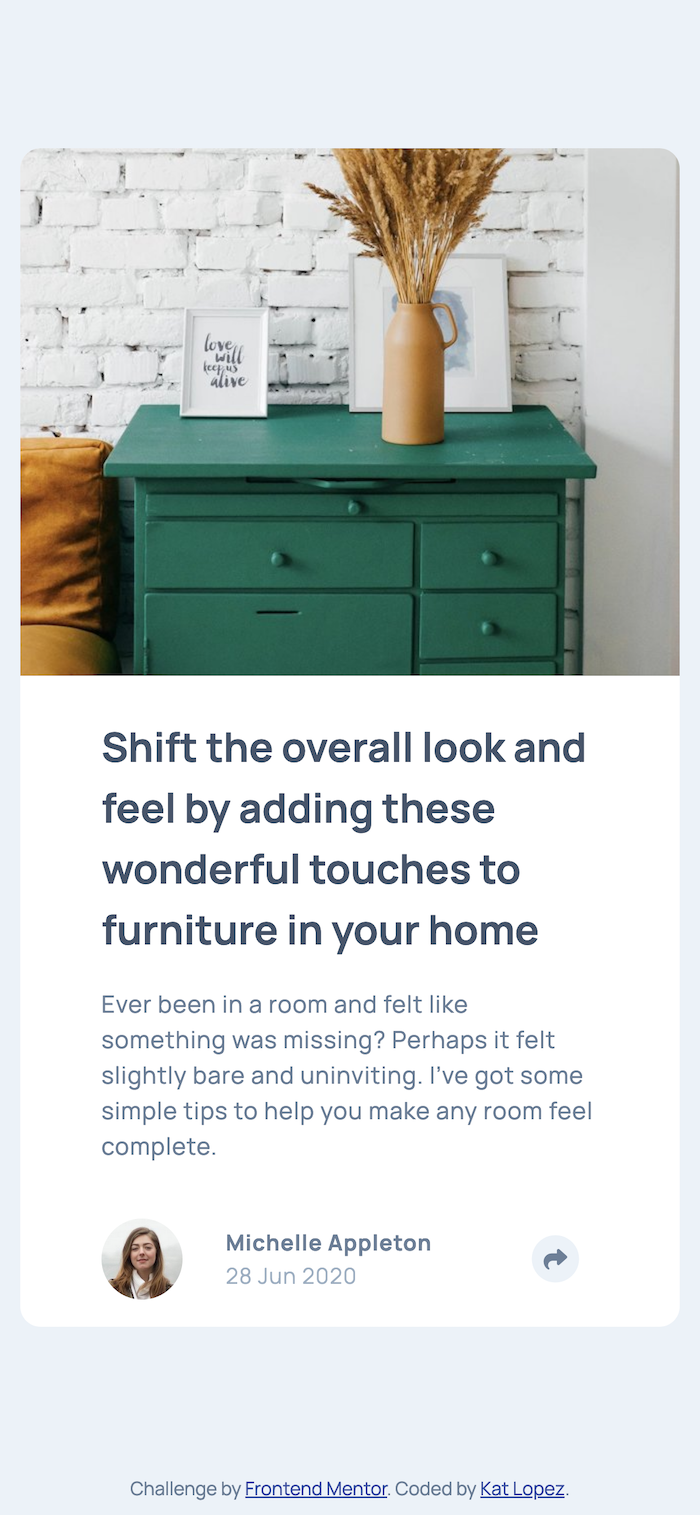 love
will
keep us
alive
Shift the overall look and
feel by adding these
wonderful touches to
furniture in your home
Ever been in a room and felt like
something was missing? Perhaps it felt
slightly bare and uninviting. I’ve got some
simple tips to help you make any room feel
complete.
Michelle Appleton
28 Jun 2020
Challenge by Frontend Mentor. Coded by Kat Lopez.